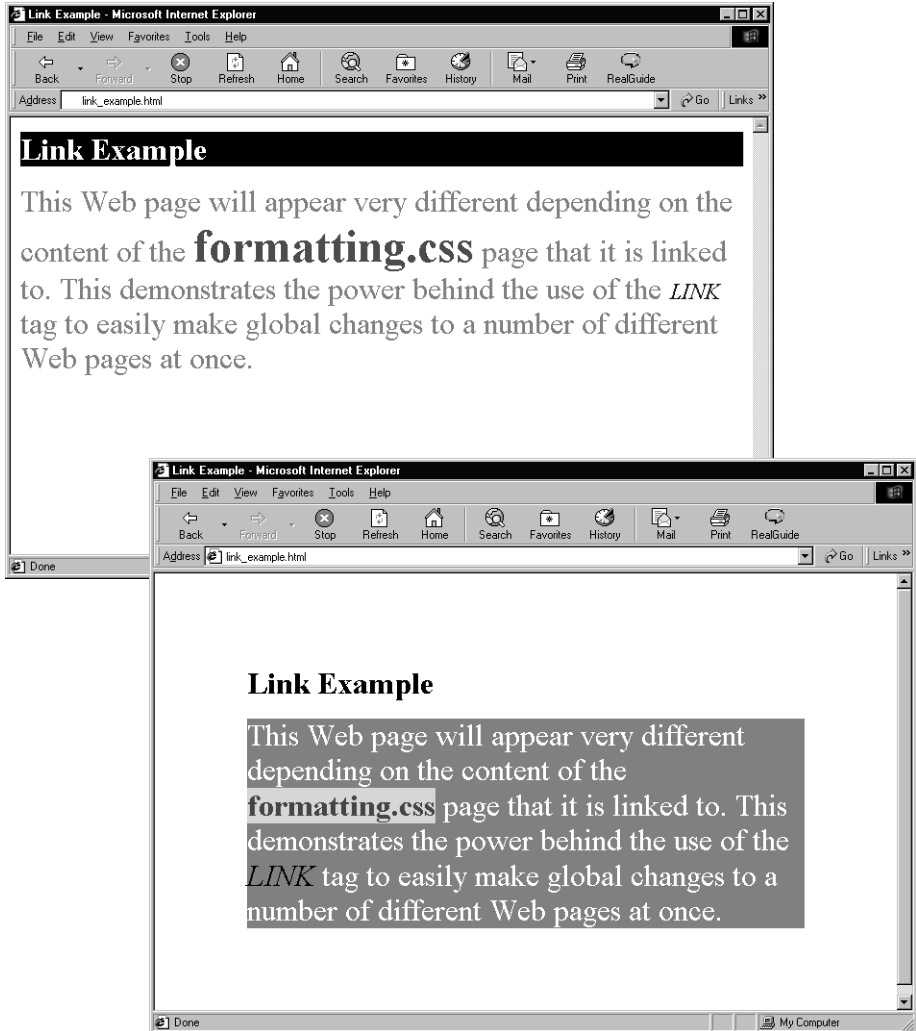 Link Example - Microsoft Internet Explorer
File Edit View Favorites Tools Help
Back Forward Stop Refresh Home Search Favorites History Mail Print RealGuide
Address link_example.html Go Links »
Link Example
This Web page will appear very different depending on the
content of the formatting.css page that it is linked
to. This demonstrates the power behind the use of the LINK
tag to easily make global changes to a number of different
Web pages at once.
Done
Link Example - Microsoft Internet Explorer
File Edit View Favorites Tools Help
Back Forward Stop Refresh Home Search Favorites History Mail Print RealGuide
Address link_example.html Go Links »
Link Example
This Web page will appear very different
depending on the content of the
formatting.css page that it is linked to. This
demonstrates the power behind the use of the
LINK tag to easily make global changes to a
number of different Web pages at once.
Done My Computer